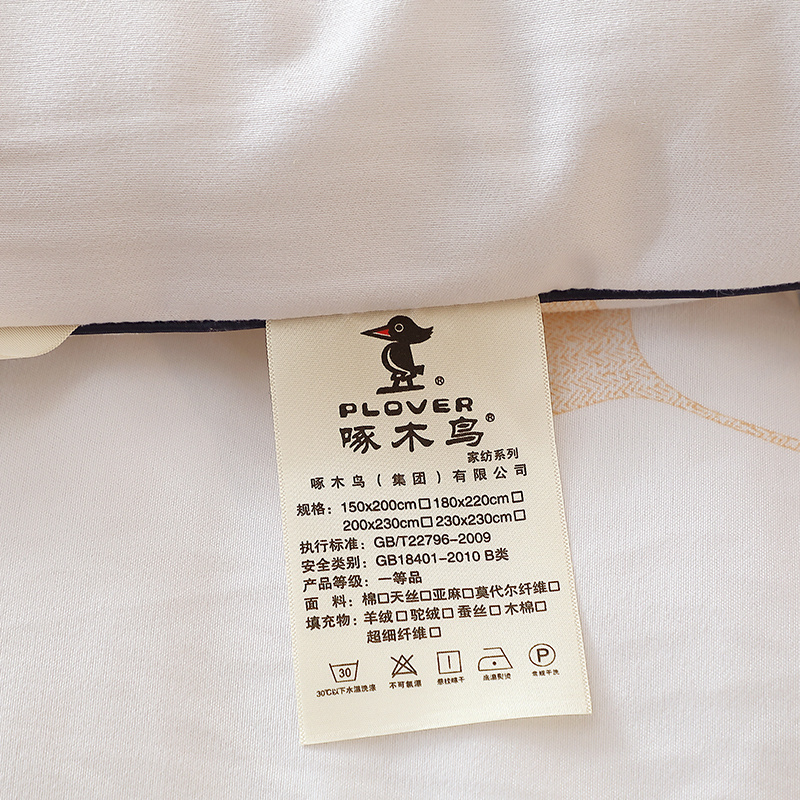 ®
PLOVER
啄木鸟®
家纺系列
啄木鸟(集团)有限公司
规格：150x200cm□180x220cm□
200x230cm□230x230cm□
执行标准：GB/T22796-2009
安全类别：GB18401-2010 B类
产品等级：一等品
面 料：棉□天丝□亚麻□莫代尔纤维□
填充物：羊绒□驼绒□蚕丝□木棉□
超细纤维□
30 P
30℃以下水温洗涤 不可氯漂 悬挂晾干 底温熨烫 常规干洗